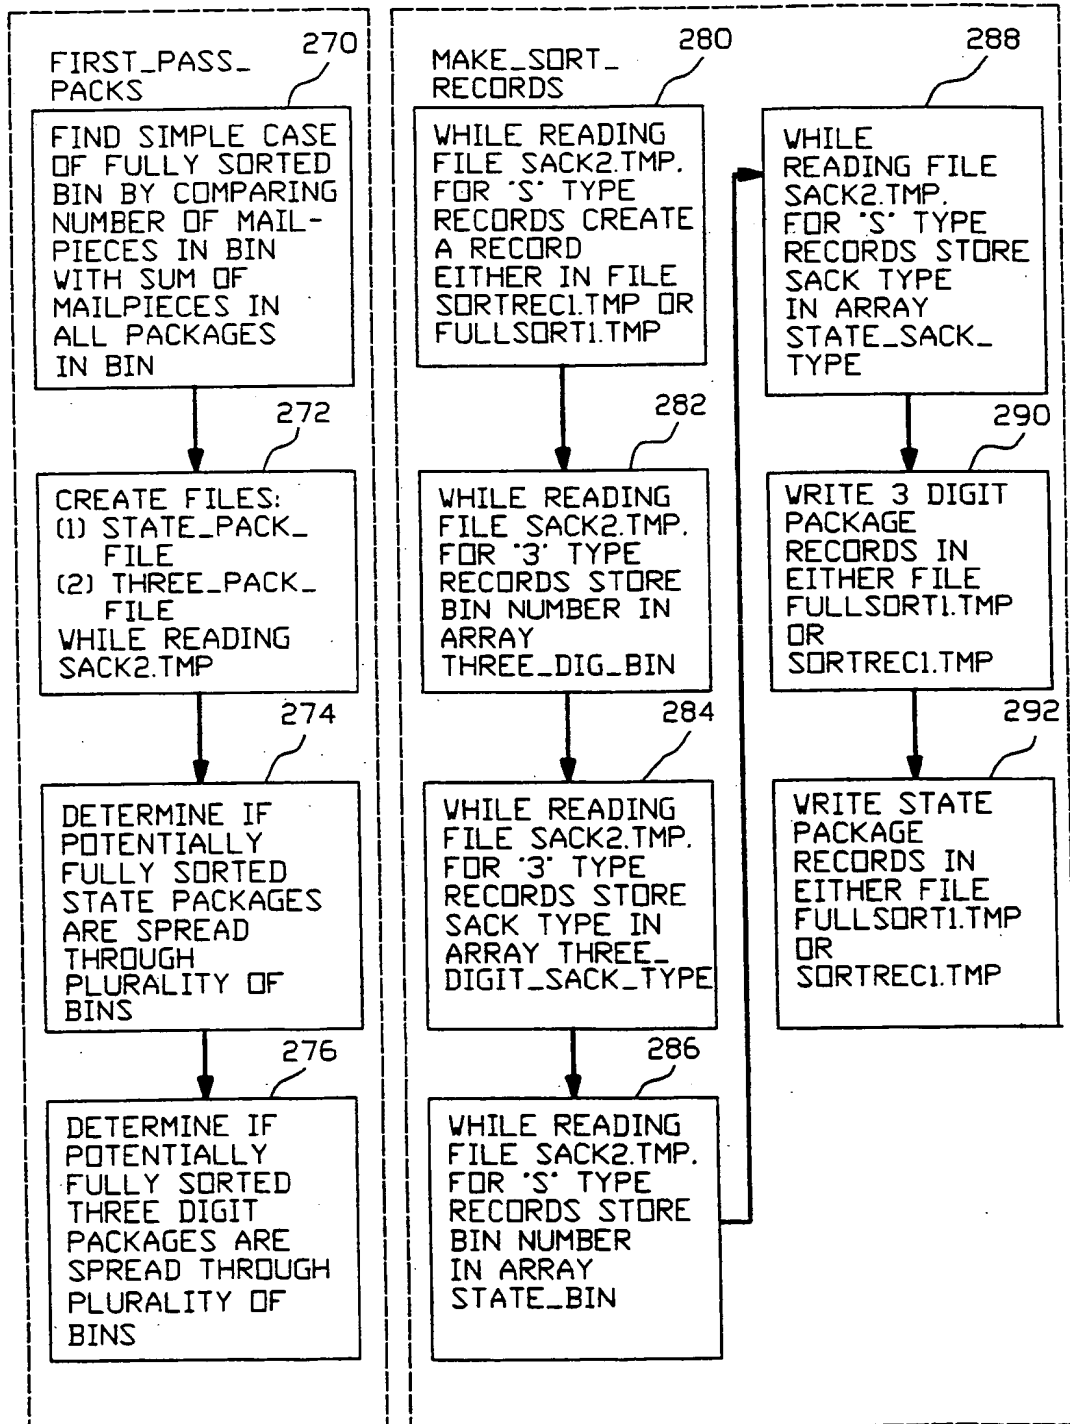 FIRST_PASS_
PACKS
270
FIND SIMPLE CASE
OF FULLY SORTED
BIN BY COMPARING
NUMBER OF MAIL-
PIECES IN BIN
WITH SUM OF
MAILPIECES IN
ALL PACKAGES
IN BIN
272
CREATE FILES:
(1) STATE_PACK_
FILE
(2) THREE_PACK_
FILE
WHILE READING
SACK2.TMP
274
DETERMINE IF
POTENTIALLY
FULLY SORTED
STATE PACKAGES
ARE SPREAD
THROUGH
PLURALITY OF
BINS
276
DETERMINE IF
POTENTIALLY
FULLY SORTED
THREE DIGIT
PACKAGES ARE
SPREAD THROUGH
PLURALITY OF
BINS
MAKE_SORT_
RECORDS
280
WHILE READING
FILE SACK2.TMP.
FOR 'S' TYPE
RECORDS CREATE
A RECORD
EITHER IN FILE
SORTREC1.TMP OR
FULLSORT1.TMP
282
WHILE READING
FILE SACK2.TMP.
FOR '3' TYPE
RECORDS STORE
BIN NUMBER IN
ARRAY
THREE_DIG_BIN
284
WHILE READING
FILE SACK2.TMP.
FOR '3' TYPE
RECORDS STORE
SACK TYPE IN
ARRAY THREE_
DIGIT_SACK_TYPE
286
WHILE READING
FILE SACK2.TMP.
FOR 'S' TYPE
RECORDS STORE
BIN NUMBER
IN ARRAY
STATE_BIN
288
WHILE
READING FILE
SACK2.TMP.
FOR 'S' TYPE
RECORDS STORE
SACK TYPE
IN ARRAY
STATE_SACK_
TYPE
290
WRITE 3 DIGIT
PACKAGE
RECORDS IN
EITHER FILE
FULLSORT1.TMP
OR
SORTREC1.TMP
292
WRITE STATE
PACKAGE
RECORDS IN
EITHER FILE
FULLSORT1.TMP
OR
SORTREC1.TMP